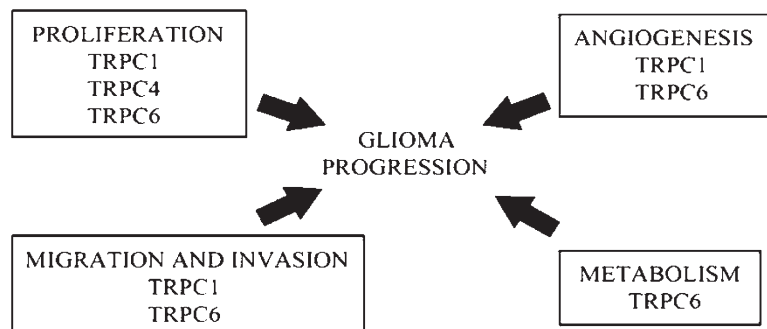 PROLIFERATION
TRPC1
TRPC4
TRPC6
ANGIOGENESIS
TRPC1
TRPC6
GLIOMA
PROGRESSION
MIGRATION AND INVASION
TRPC1
TRPC6
METABOLISM
TRPC6